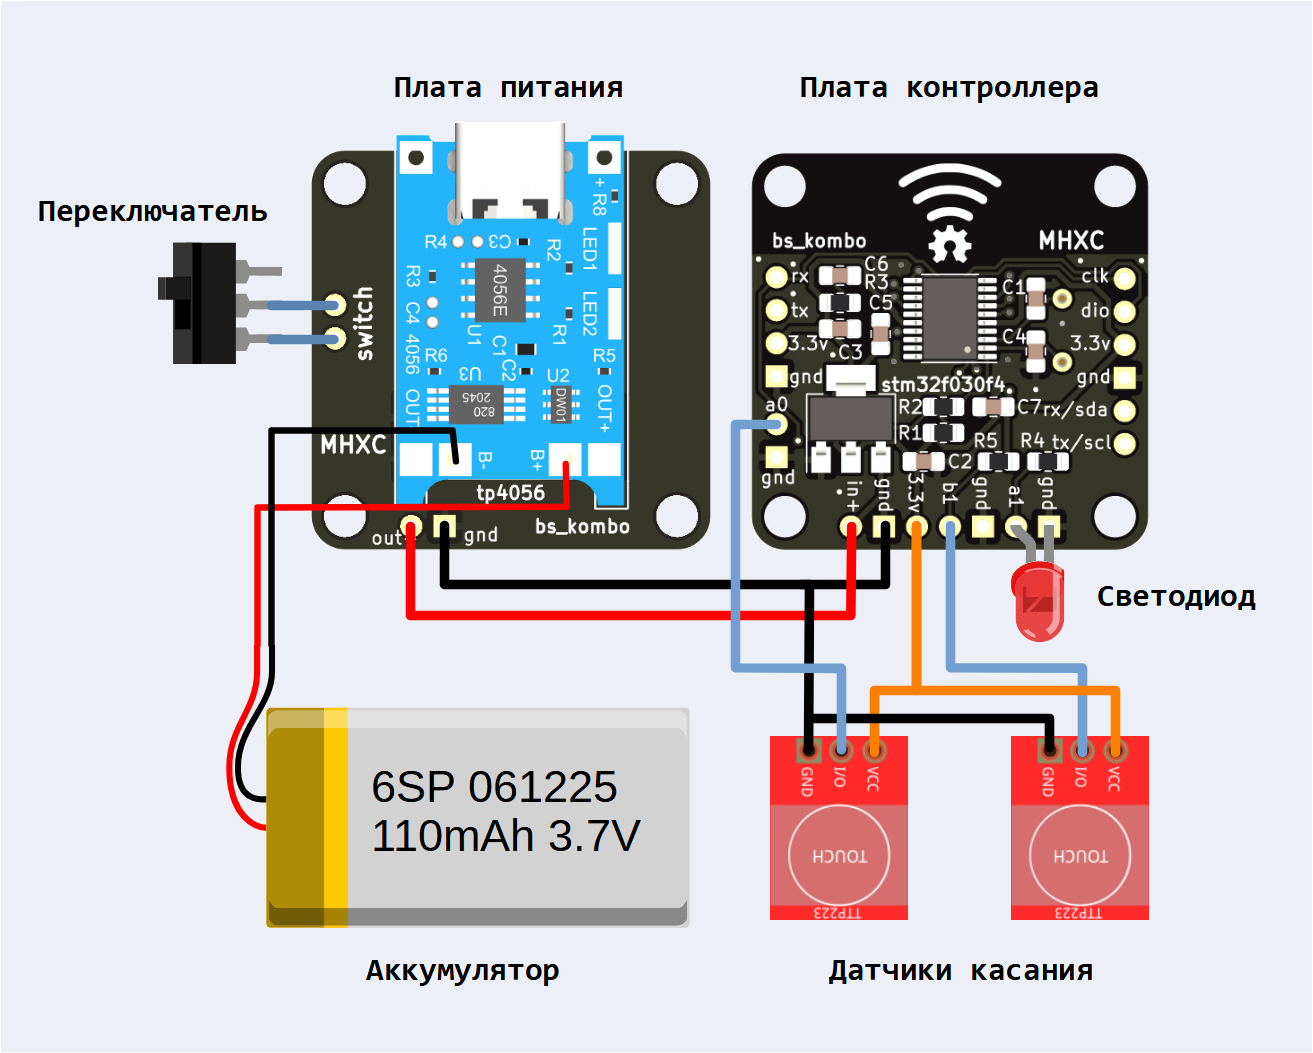 Плата питания
Плата контроллера
Переключатель
+
R8
R4
C3
R2
LED1
R3
4056E
C4
4056
LED2
U1
R1
C1
C2
R6
U3
U2
R5
820
2045
DW01
OUT-
OUT+
switch
MHXC
B-
B+
tp4056
bs_kombo
out+
gnd
bs_kombo
MHXC
rx
C6
R3
clk
tx
C5
C1
dio
3.3v
C3
C4
3.3v
gnd
stm32f030f4
gnd
a0
R2
C7
rx/sda
R1
R5
R4
tx/scl
gnd
C2
in+
gnd
3.3v
b1
gnd
a1
gnd
Светодиод
6SP 061225
110mAh 3.7V
GND
I/O
VCC
TOUCH
TTP223
GND
I/O
VCC
TOUCH
TTP223
Аккумулятор
Датчики касания